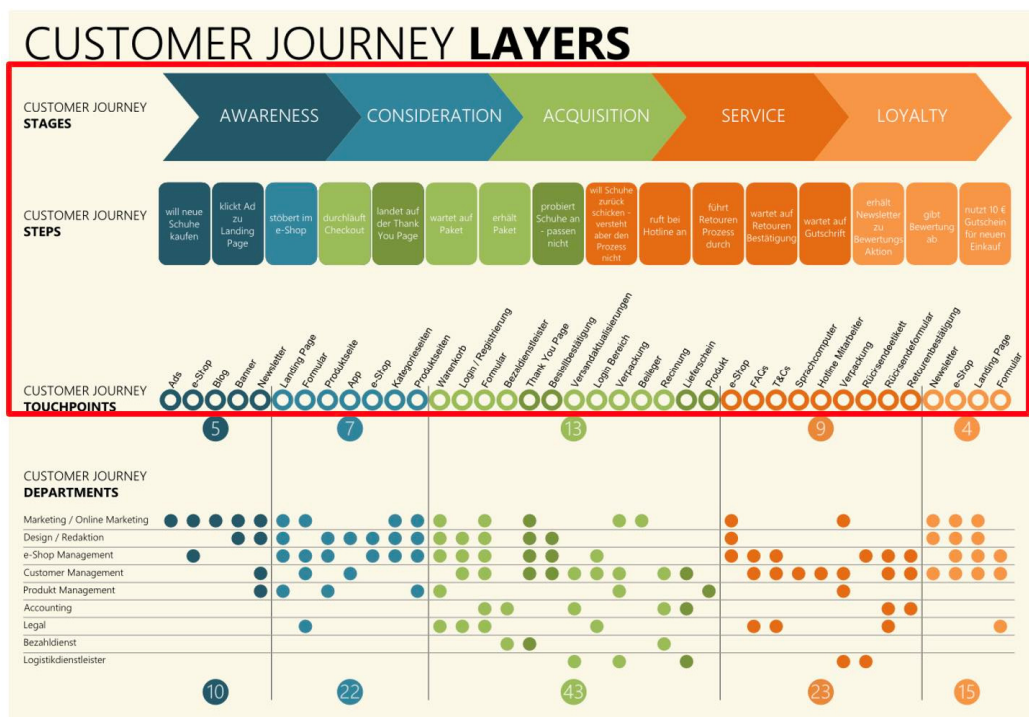 CUSTOMER JOURNEY LAYERS
CUSTOMER JOURNEY
STAGES
AWARENESS
CONSIDERATION
ACQUISITION
SERVICE
LOYALTY
CUSTOMER JOURNEY
STEPS
will neue
Schuhe
kaufen
klickt Ad
zu
Landing
Page
stöbert im
e-Shop
durchläuft
Checkout
landet auf
der Thank
You Page
wartet auf
Paket
erhält
Paket
probiert
Schuhe an
- passen
nicht
will Schuhe
zurück
schicken -
versteht
aber den
Prozess
nicht
ruft bei
Hotline an
führt
Retouren
Prozess
durch
wartet auf
Retouren
Bestätigung
wartet auf
Gutschrift
erhält
Newsletter
zu
Bewertungs
Aktion
gibt
Bewertung
ab
nutzt 10 €
Gutschein
für neuen
Einkauf
CUSTOMER JOURNEY
TOUCHPOINTS
Ads
e-Stop
Blog
Banner
Newsletter
Landing Page
Formular
Produktseite
App
e-Stop
Kategorieseiten
Produktseiten
Warenkorb
Login / Registrierung
Formular
Bezaldienstleister
Thank You Page
Bestellbestätigung
Versandaktualisierungen
Login Bereich
Verpackung
Beileger
Rechnung
Lieferschein
Produkt
e-Stop
FACs
T&Cs
Sprachcomputer
Hotline Mitarbeiter
Verpackung
Rücksendeetikett
Rücksendeformular
Retourenbestätigung
Newsletter
e-Stop
Landing Page
Formular
5
7
13
9
4
CUSTOMER JOURNEY
DEPARTMENTS
Marketing / Online Marketing
Design / Redaktion
e-Shop Management
Customer Management
Produkt Management
Accounting
Legal
Bezahldienst
Logistikdienstleister
10
22
43
23
15